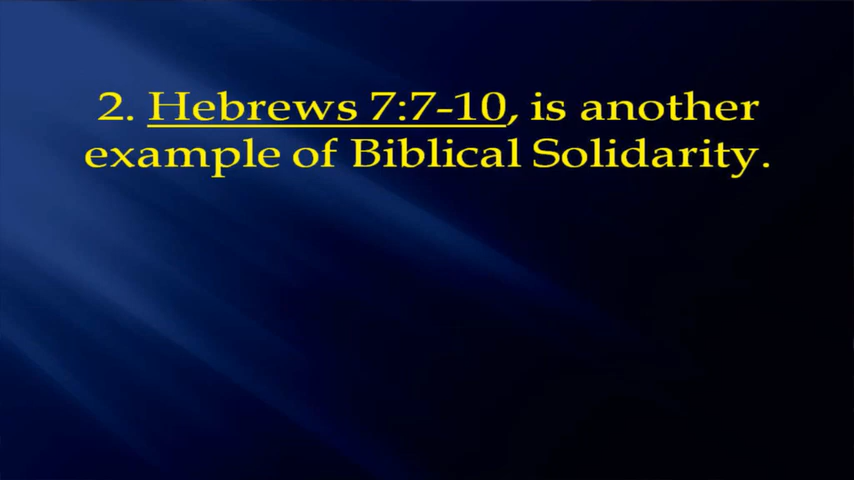 2. Hebrews 7:7-10, is another
example of Biblical Solidarity.